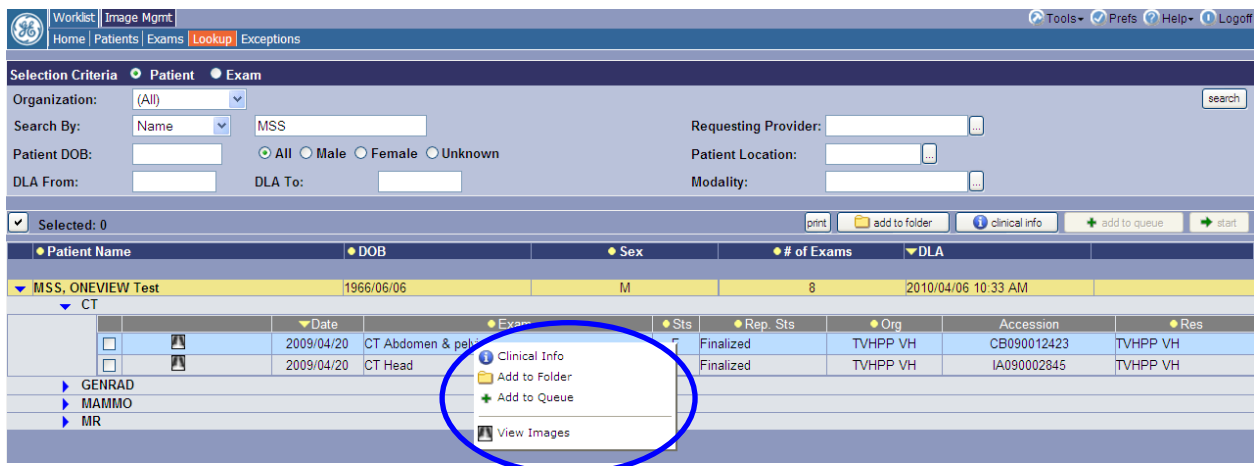 Worklist Image Mgmt Tools Prefs Help Logoff
Home Patients Exams Lookup Exceptions
Selection Criteria Patient Exam
Organization: (All) search
Search By: Name MSS Requesting Provider: ...
Patient DOB: All Male Female Unknown Patient Location: ...
DLA From: DLA To: Modality: ...
Selected: 0 print add to folder clinical info add to queue start
Patient Name DOB Sex # of Exams DLA
MSS, ONEVIEW Test 1966/06/06 M 8 2010/04/06 10:33 AM
CT
Date Exam Sts Rep. Sts Org Accession Res
2009/04/20 CT Abdomen & Finalized TVHPP VH CB090012423 TVHPP VH
2009/04/20 CT Head Finalized TVHPP VH IA090002845 TVHPP VH
Clinical Info
Add to Folder
Add to Queue
View Images
GENRAD
MAMMO
MR